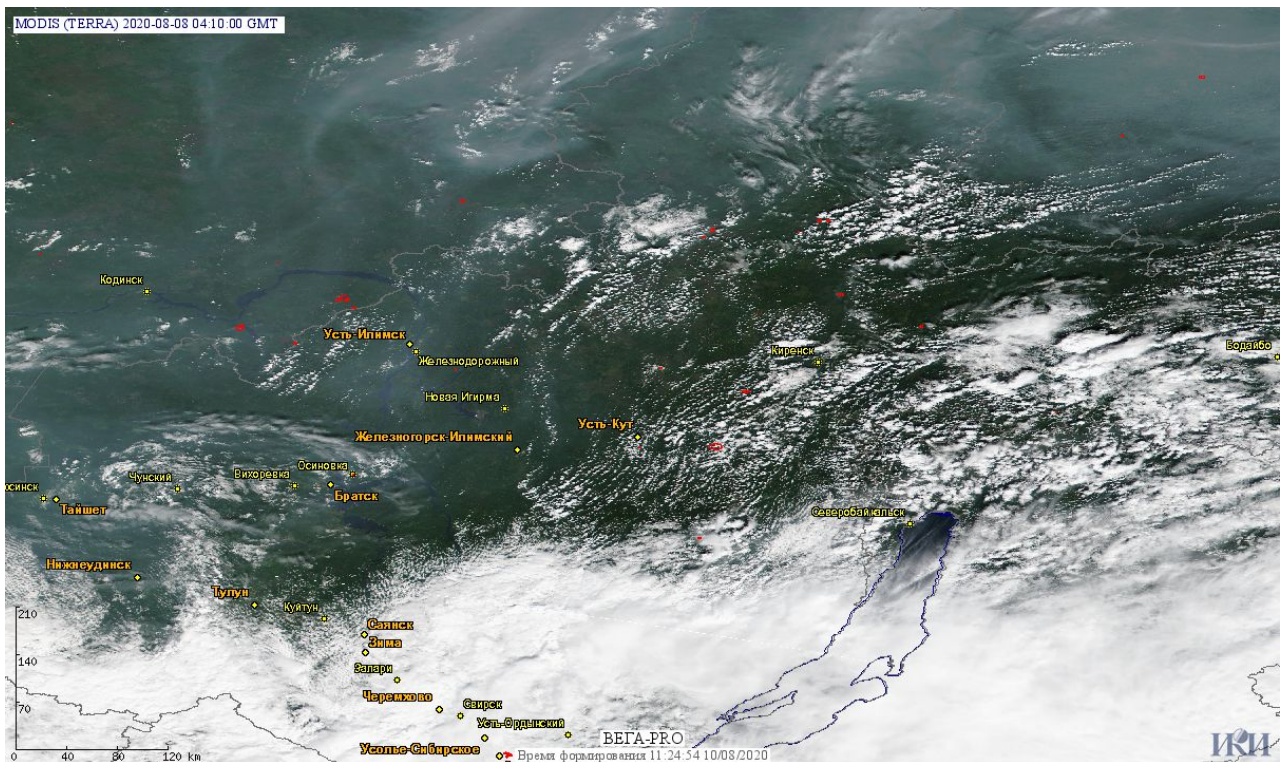 MODIS (TERRA) 2020-08-08 04:10:00 GMT
Кодинск
Усть-Илимск
Железнодорожный
Киренск
Бодайбо
Новая Игирма
Усть-Кут
Железногорск-Илимский
Осиновка
Вихоревка
Чунский
Братск
Тайшет
Северобайкальск
Нижнеудинск
Тулун
Куйтун
210
Саянск
Зима
140
Залари
Черемхово
Свирск
70
Усть-Ордынский
ВЕГА-PRO
Усолье-Сибирское
Время формирования 11:24:54 10/08/2020
0 40 80 120 km
ИКИ